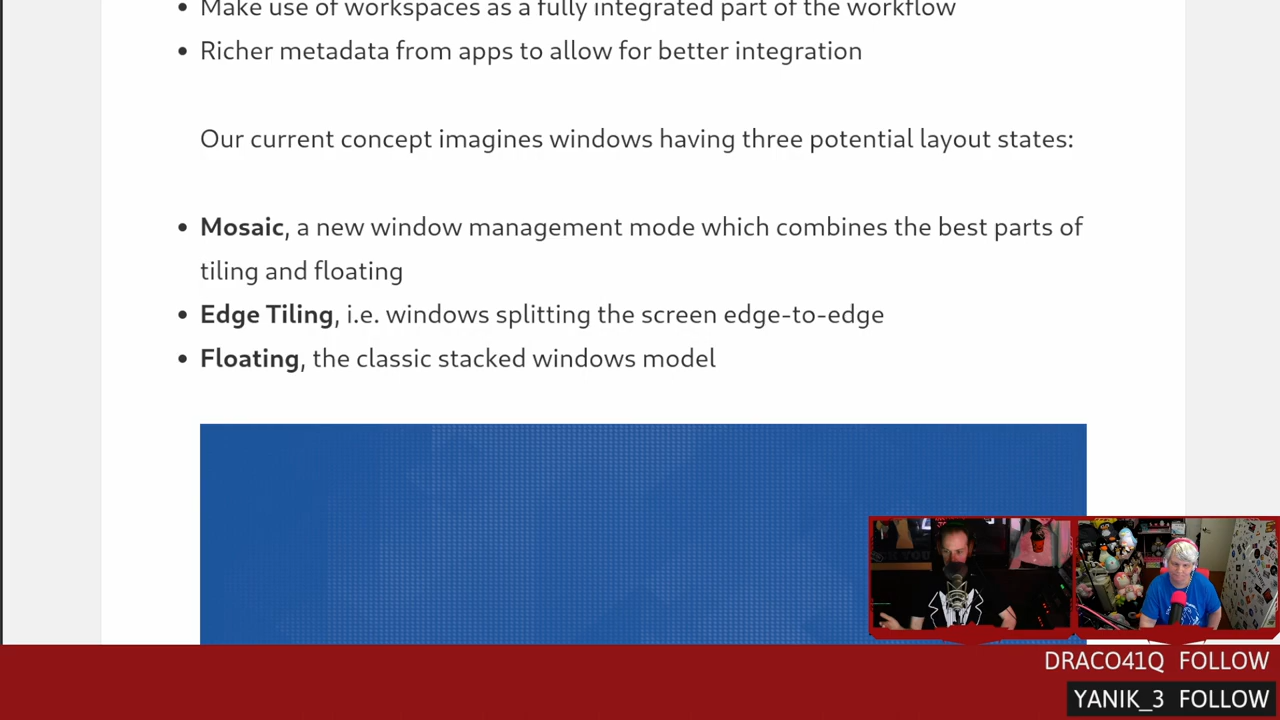 Make use of workspaces as a fully integrated part of the workflow
Richer metadata from apps to allow for better integration
Our current concept imagines windows having three potential layout states:
Mosaic, a new window management mode which combines the best parts of
tiling and floating
Edge Tiling, i.e. windows splitting the screen edge-to-edge
Floating, the classic stacked windows model
DRACO41Q FOLLOW
YANIK_3 FOLLOW